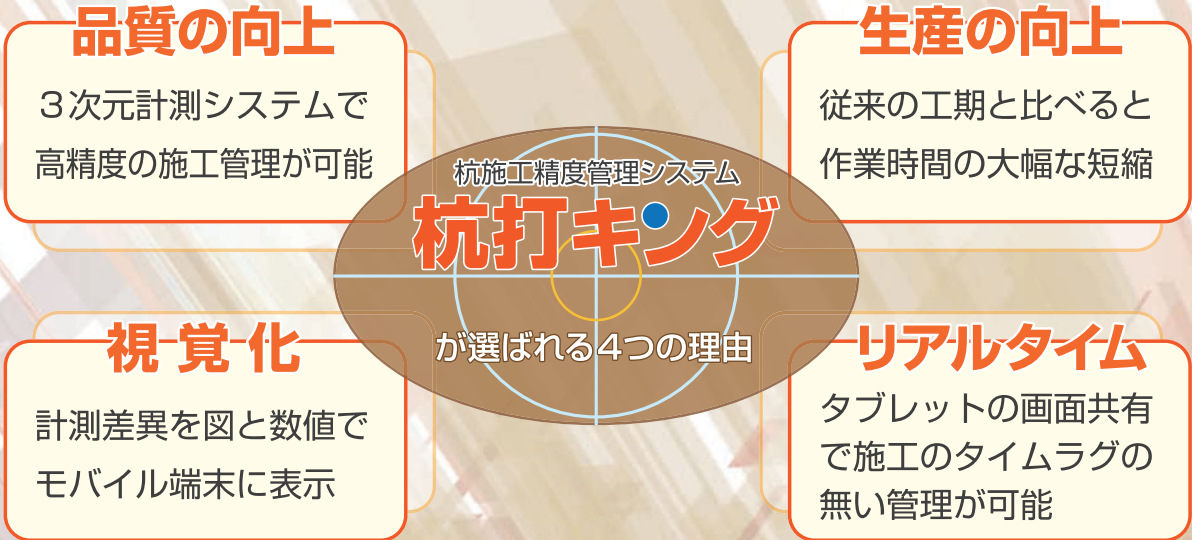 品質の向上
３次元計測システムで
高精度の施工管理が可能
生産の向上
従来の工期と比べると
作業時間の大幅な短縮
杭施工精度管理システム
杭打キング
が選ばれる4つの理由
視覚化
計測差異を図と数値で
モバイル端末に表示
リアルタイム
タブレットの画面共有
で施工のタイムラグの
無い管理が可能